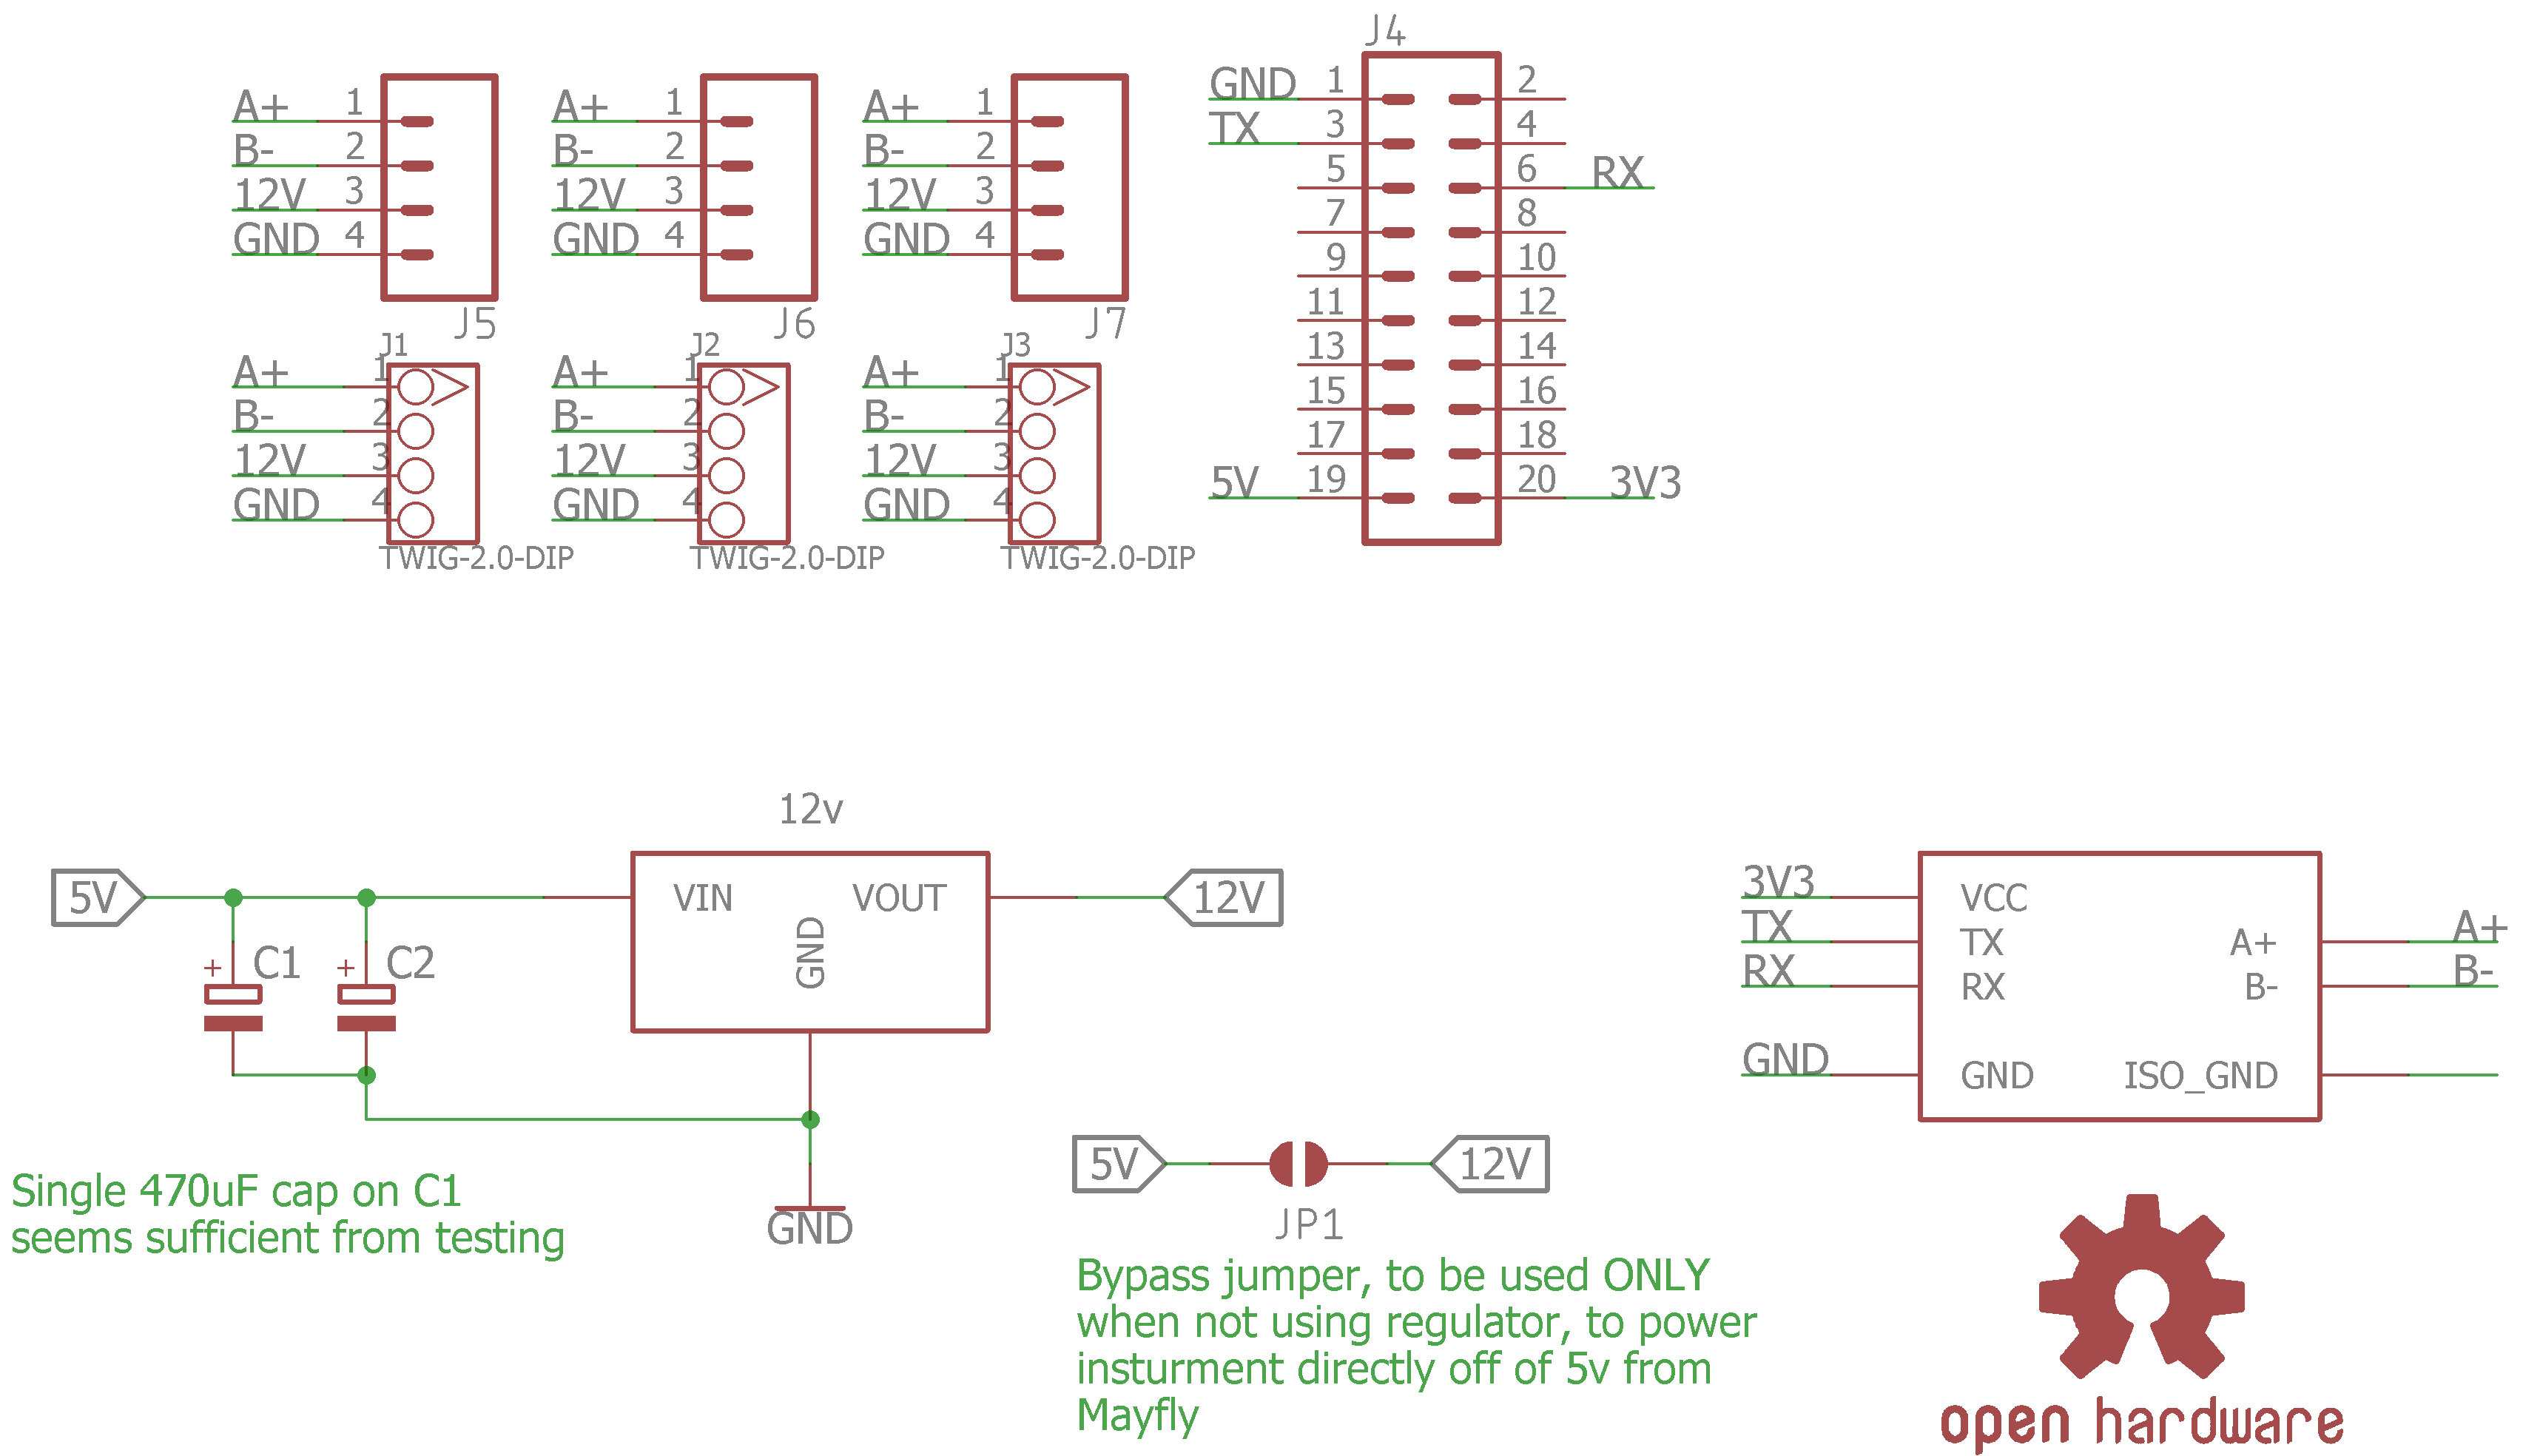 J4
A+ 1
B- 2
12V 3
GND 4
J5
A+ 1
B- 2
12V 3
GND 4
J6
A+ 1
B- 2
12V 3
GND 4
J7
GND 1 2
TX 3 4
5 6 RX
7 8
9 10
11 12
13 14
15 16
17 18
5V 19 20 3V3
J1
A+ 1
B- 2
12V 3
GND 4
TWIG-2.0-DIP
J2
A+ 1
B- 2
12V 3
GND 4
TWIG-2.0-DIP
J3
A+ 1
B- 2
12V 3
GND 4
TWIG-2.0-DIP
12v
5V
VIN VOUT
GND
12V
+ C1
+ C2
GND
Single 470uF cap on C1
seems sufficient from testing
5V 12V
JP1
Bypass jumper, to be used ONLY
when not using regulator, to power
insturment directly off of 5v from
Mayfly
3V3 VCC
TX TX A+ A+
RX RX B- B-
GND GND ISO_GND
open hardware